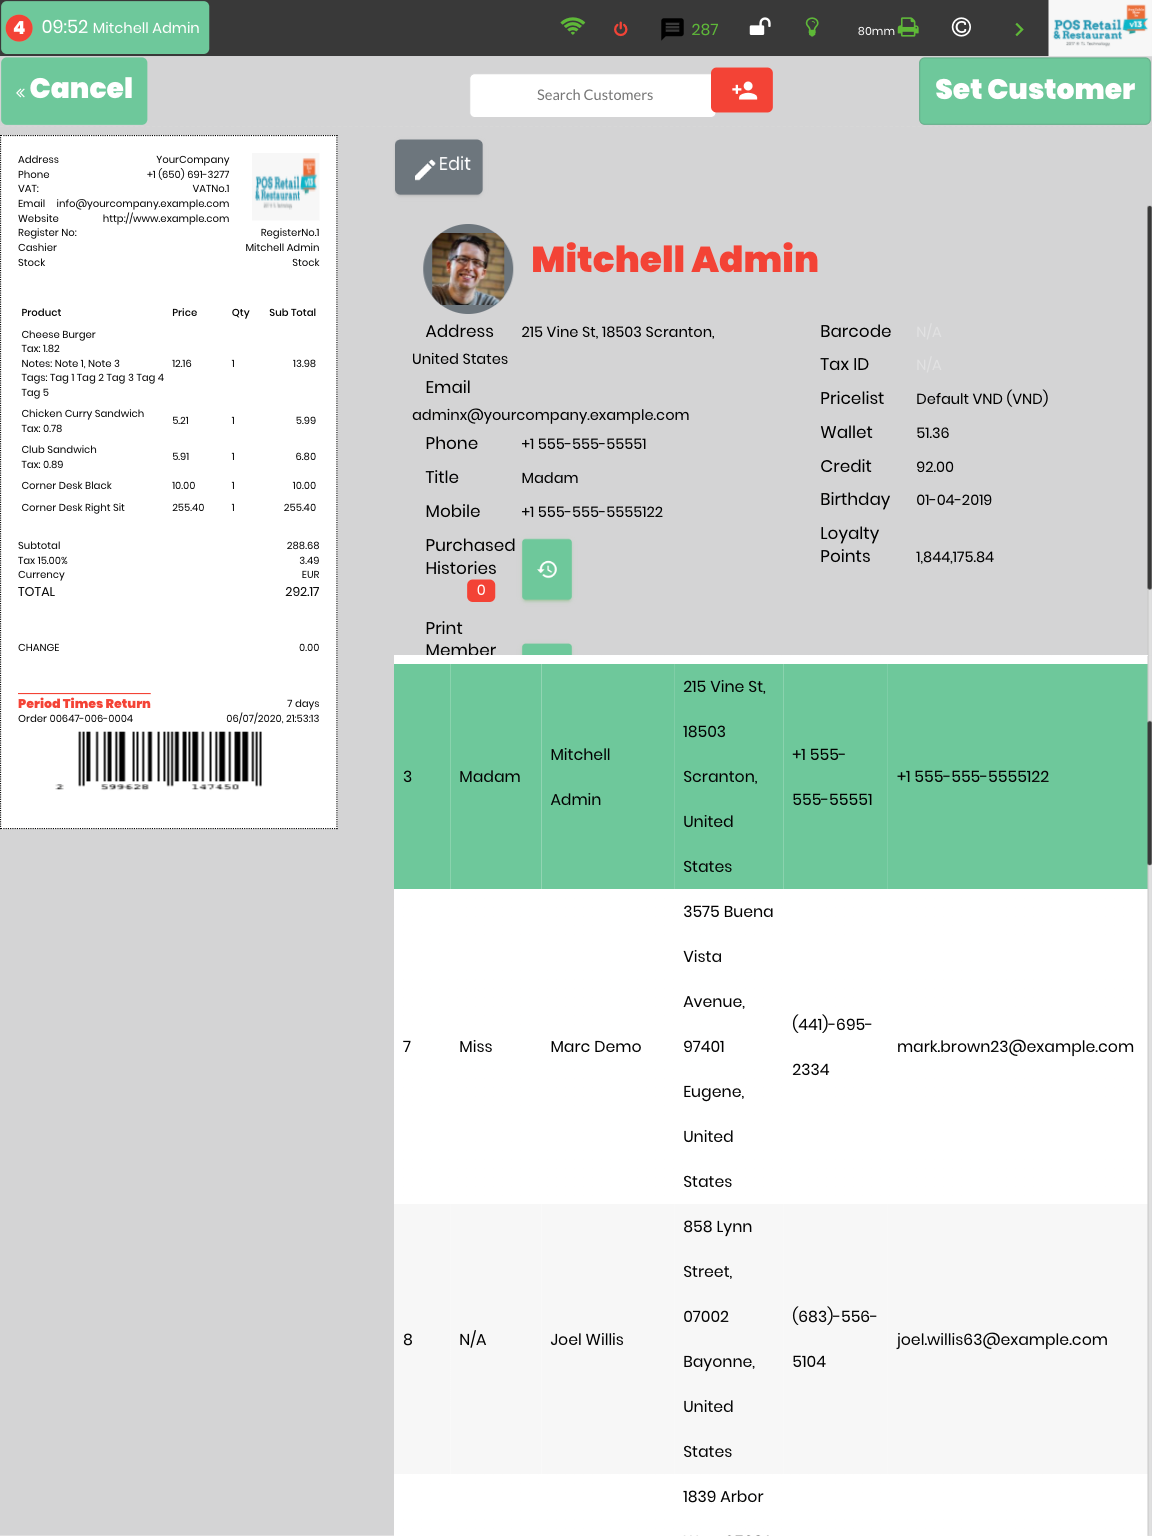 4 09:52 Mitchell Admin
287
80mm
POS Retail
& Restaurant
v13
« Cancel
Search Customers
Set Customer
Address YourCompany
Phone +1 (650) 691-3277
VAT: VATNo.1
Email info@yourcompany.example.com
Website http://www.example.com
Register No: RegisterNo.1
Cashier Mitchell Admin
Stock Stock
POS Retail
& Restaurant
Product Price Qty Sub Total
Cheese Burger
Tax: 1.82
Notes: Note 1, Note 3 12.16 1 13.98
Tags: Tag 1 Tag 2 Tag 3 Tag 4
Tag 5
Chicken Curry Sandwich
Tax: 0.78
5.21 1 5.99
Club Sandwich
Tax: 0.89
5.91 1 6.80
Corner Desk Black 10.00 1 10.00
Corner Desk Right Sit 255.40 1 255.40
Subtotal 288.68
Tax 15.00% 3.49
Currency EUR
TOTAL 292.17
CHANGE 0.00
Period Times Return 7 days
Order 00647-006-0004 06/07/2020, 21:53:13
2 599628 147450
Edit
Mitchell Admin
Address 215 Vine St, 18503 Scranton,
United States
Email
adminx@yourcompany.example.com
Phone +1 555-555-55551
Title Madam
Mobile +1 555-555-5555122
Purchased
Histories
0
Print
Member
Barcode N/A
Tax ID N/A
Pricelist Default VND (VND)
Wallet 51.36
Credit 92.00
Birthday 01-04-2019
Loyalty
Points 1,844,175.84
3
Madam
Mitchell
Admin
215 Vine St,
18503
Scranton,
United
States
+1 555-
555-55551
+1 555-555-5555122
7
Miss
Marc Demo
3575 Buena
Vista
Avenue,
97401
Eugene,
United
States
(441)-695-
2334
mark.brown23@example.com
8
N/A
Joel Willis
858 Lynn
Street,
07002
Bayonne,
United
States
(683)-556-
5104
joel.willis63@example.com
1839 Arbor